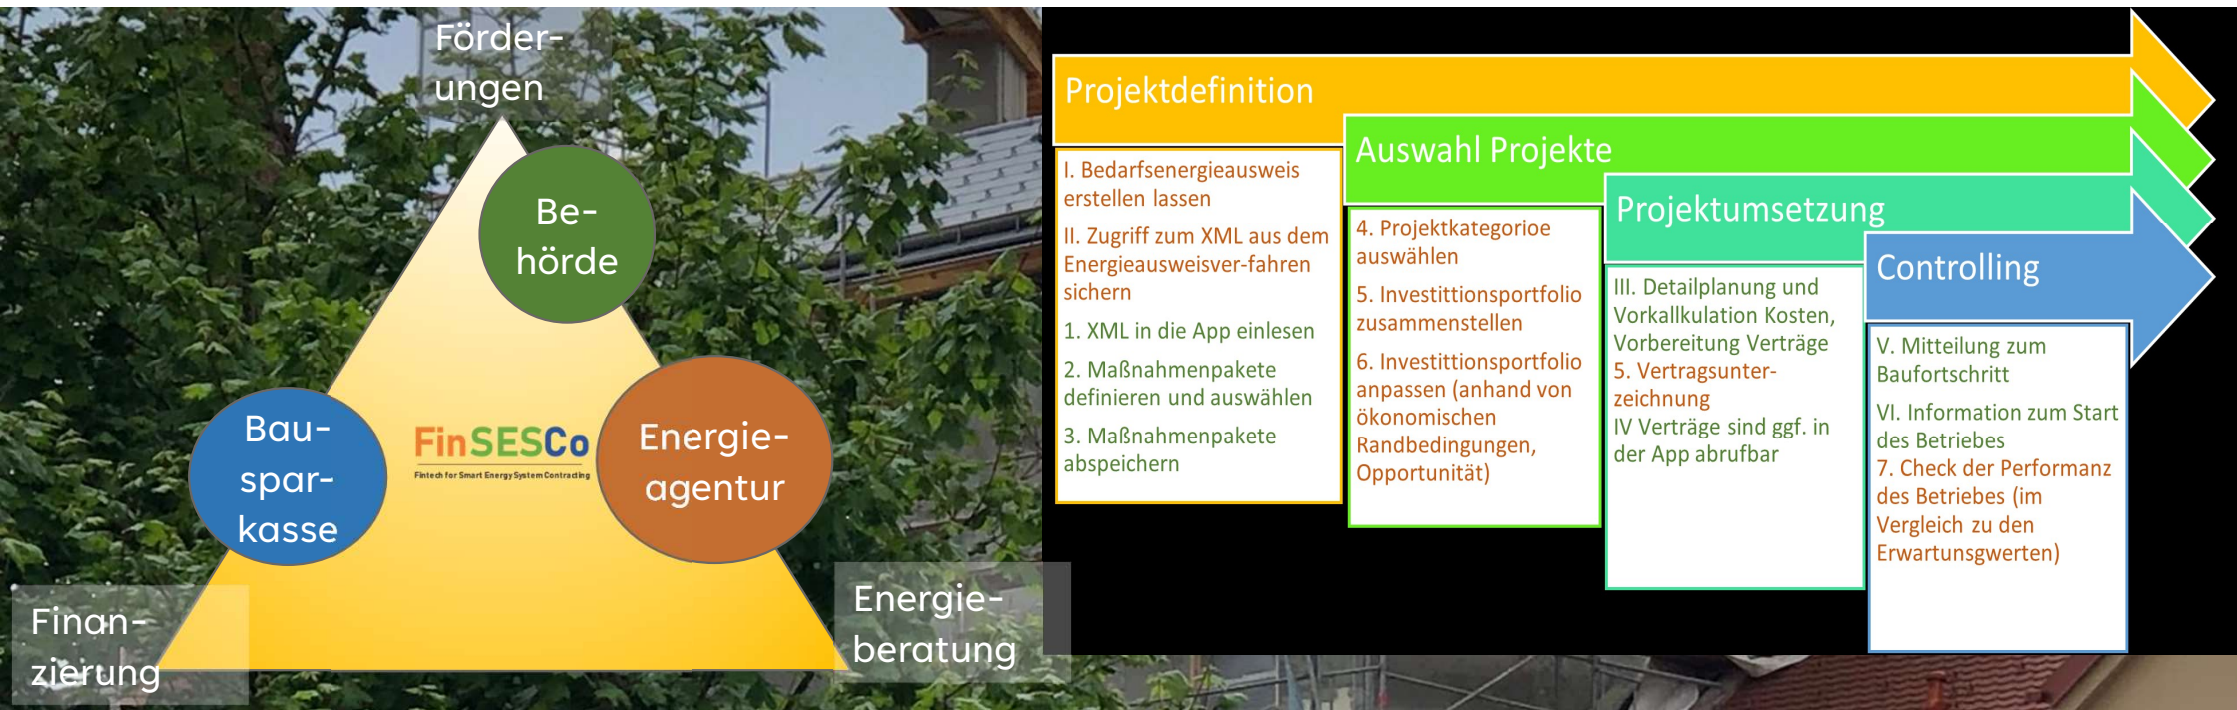 Förder-
ungen
Be-
hörde
Bau-
spar-
kasse
FinSESCo
Fintech for Smart Energy System Contracting
Energie-
agentur
Finan-
zierung
Energie-
beratung
Projektdefinition
I. Bedarfsenergieausweis
erstellen lassen
II. Zugriff zum XML aus dem
Energieausweisver-fahren
sichern
1. XML in die App einlesen
2. Maßnahmenpakete
definieren und auswählen
3. Maßnahmenpakete
abspeichern
Auswahl Projekte
4. Projektkategorioe
auswählen
5. Investittionsportfolio
zusammenstellen
6. Investittionsportfolio
anpassen (anhand von
ökonomischen
Randbedingungen,
Opportunität)
Projektumsetzung
III. Detailplanung und
Vorkallkulation Kosten,
Vorbereitung Verträge
5. Vertragsunter-
zeichnung
IV Verträge sind ggf. in
der App abrufbar
Controlling
V. Mitteilung zum
Baufortschritt
VI. Information zum Start
des Betriebes
7. Check der Performanz
des Betriebes (im
Vergleich zu den
Erwartunsgwerten)